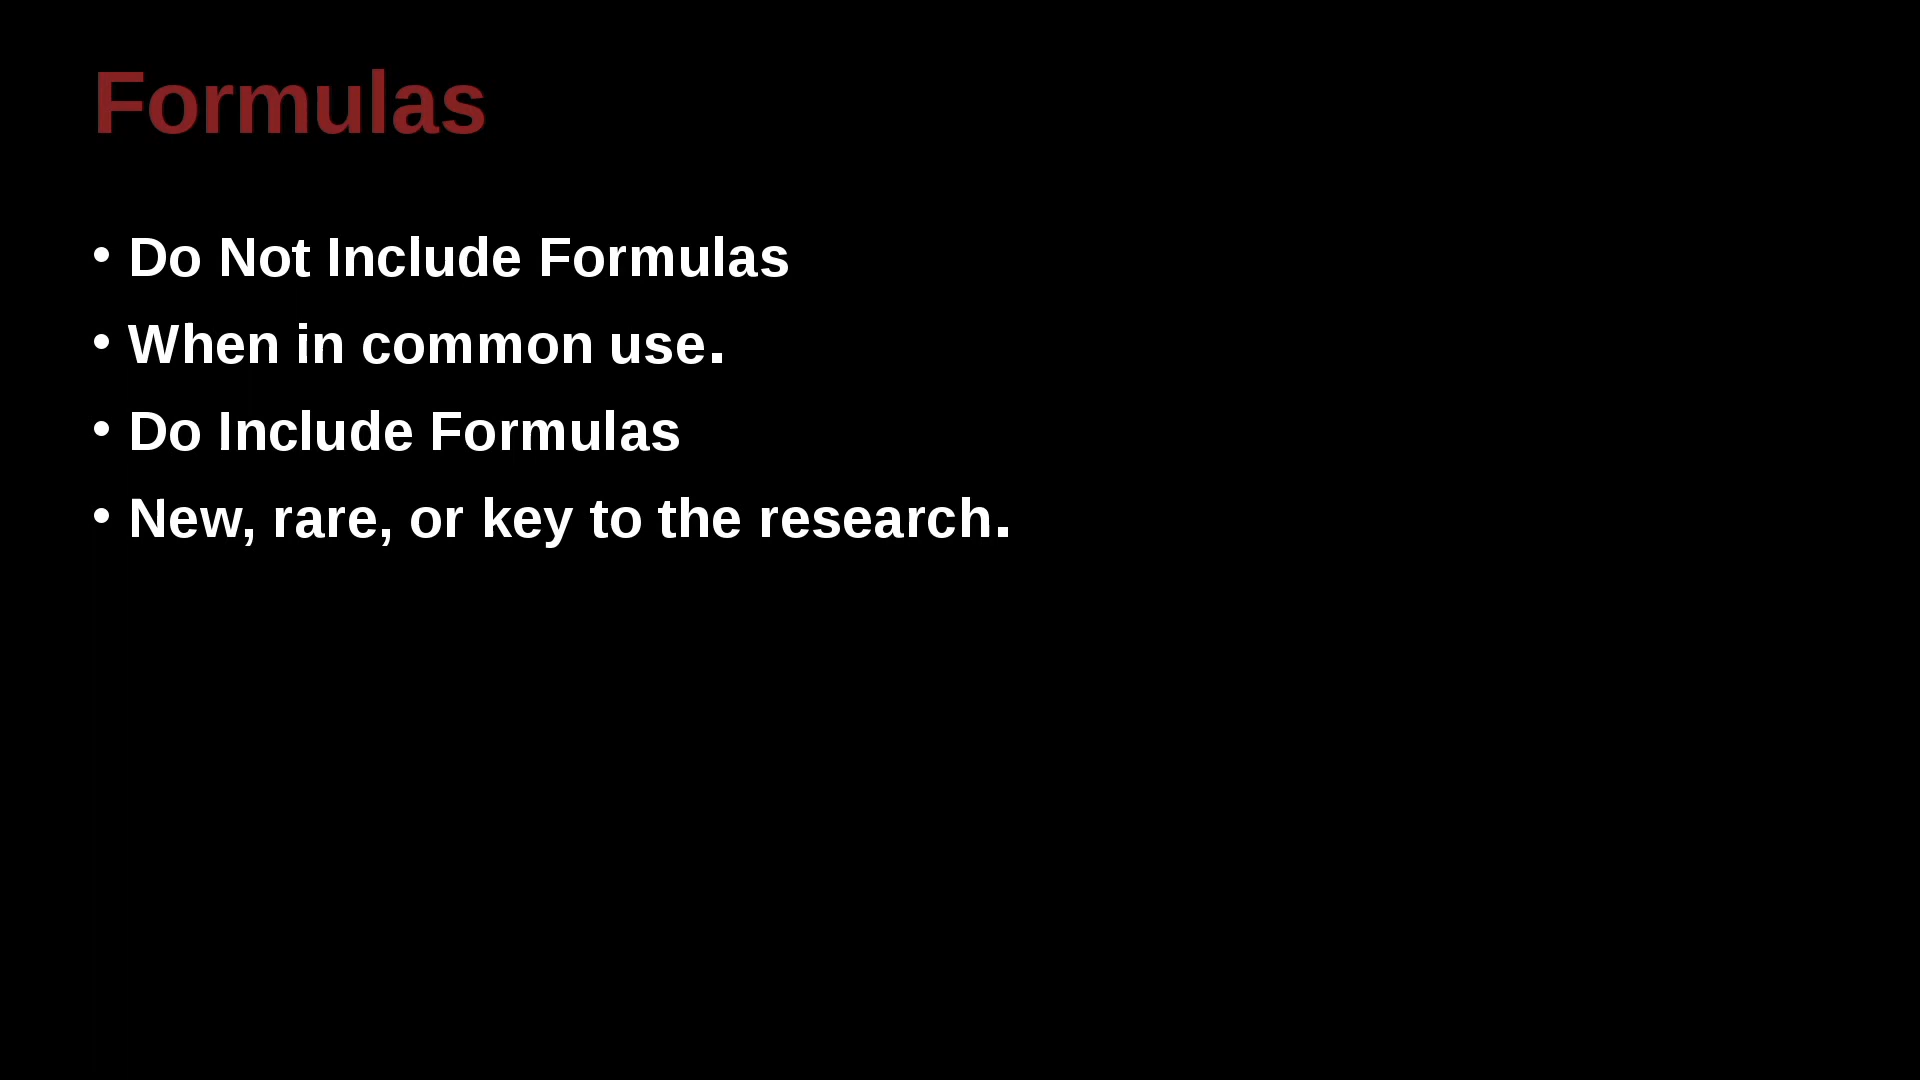 Formulas
• Do Not Include Formulas
• When in common use.
• Do Include Formulas
• New, rare, or key to the research.